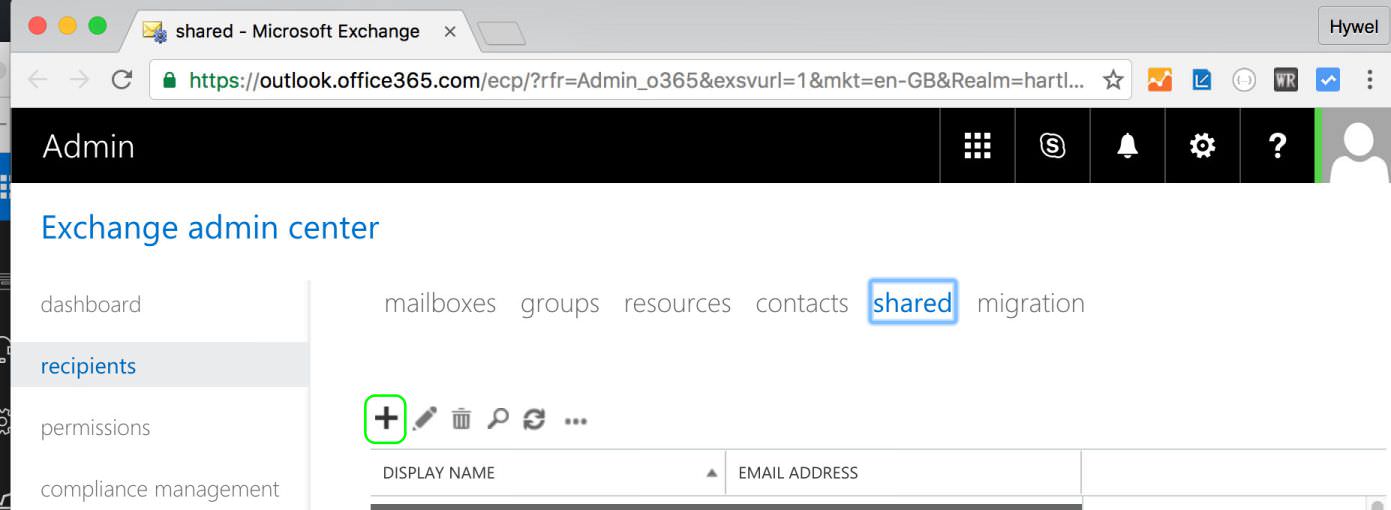 shared - Microsoft Exchange
Hywel
https://outlook.office365.com/ecp/?rfr=Admin_o365&exsvurl=1&mkt=en-GB&Realm=hartl...
WR
Admin
Exchange admin center
dashboard
mailboxes groups resources contacts shared migration
recipients
permissions
DISPLAY NAME EMAIL ADDRESS
compliance management